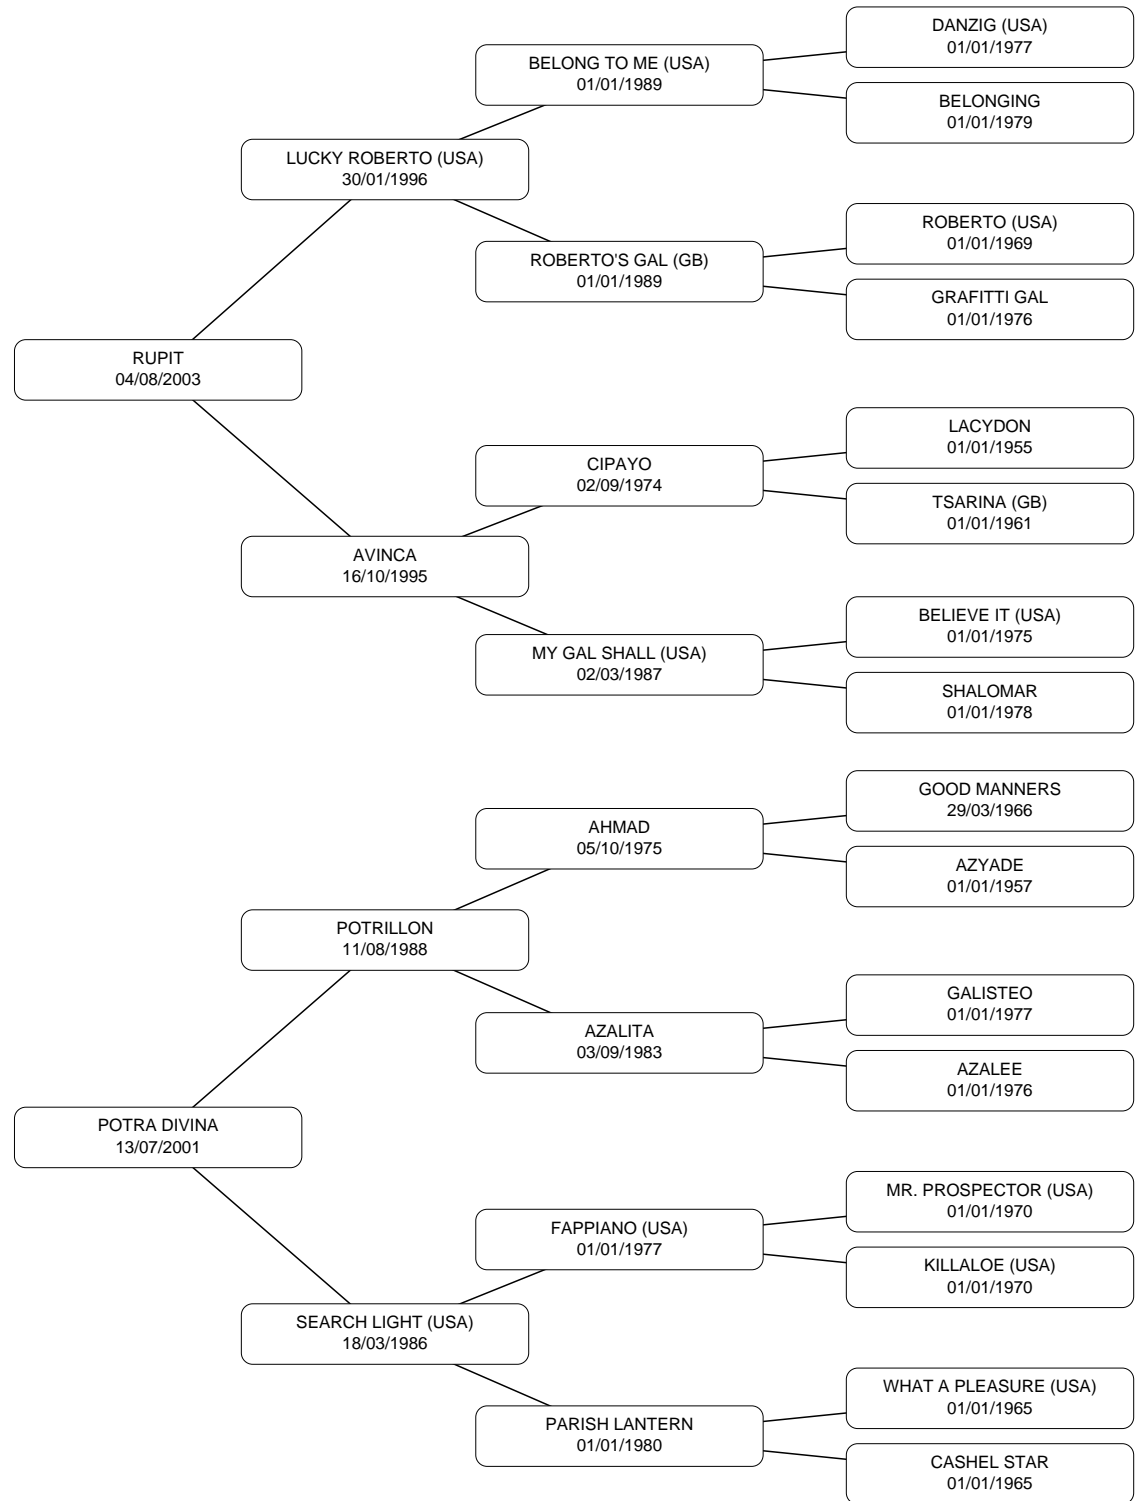 DANZIG (USA)
01/01/1977
BELONG TO ME (USA)
01/01/1989
BELONGING
01/01/1979
LUCKY ROBERTO (USA)
30/01/1996
ROBERTO (USA)
01/01/1969
ROBERTO'S GAL (GB)
01/01/1989
GRAFITTI GAL
01/01/1976
RUPIT
04/08/2003
LACYDON
01/01/1955
CIPAYO
02/09/1974
TSARINA (GB)
01/01/1961
AVINCA
16/10/1995
BELIEVE IT (USA)
01/01/1975
MY GAL SHALL (USA)
02/03/1987
SHALOMAR
01/01/1978
GOOD MANNERS
29/03/1966
AHMAD
05/10/1975
AZYADE
01/01/1957
POTRILLON
11/08/1988
GALISTEO
01/01/1977
AZALITA
03/09/1983
AZALEE
01/01/1976
POTRA DIVINA
13/07/2001
MR. PROSPECTOR (USA)
01/01/1970
FAPPIANO (USA)
01/01/1977
KILLALOE (USA)
01/01/1970
SEARCH LIGHT (USA)
18/03/1986
WHAT A PLEASURE (USA)
01/01/1965
PARISH LANTERN
01/01/1980
CASHEL STAR
01/01/1965